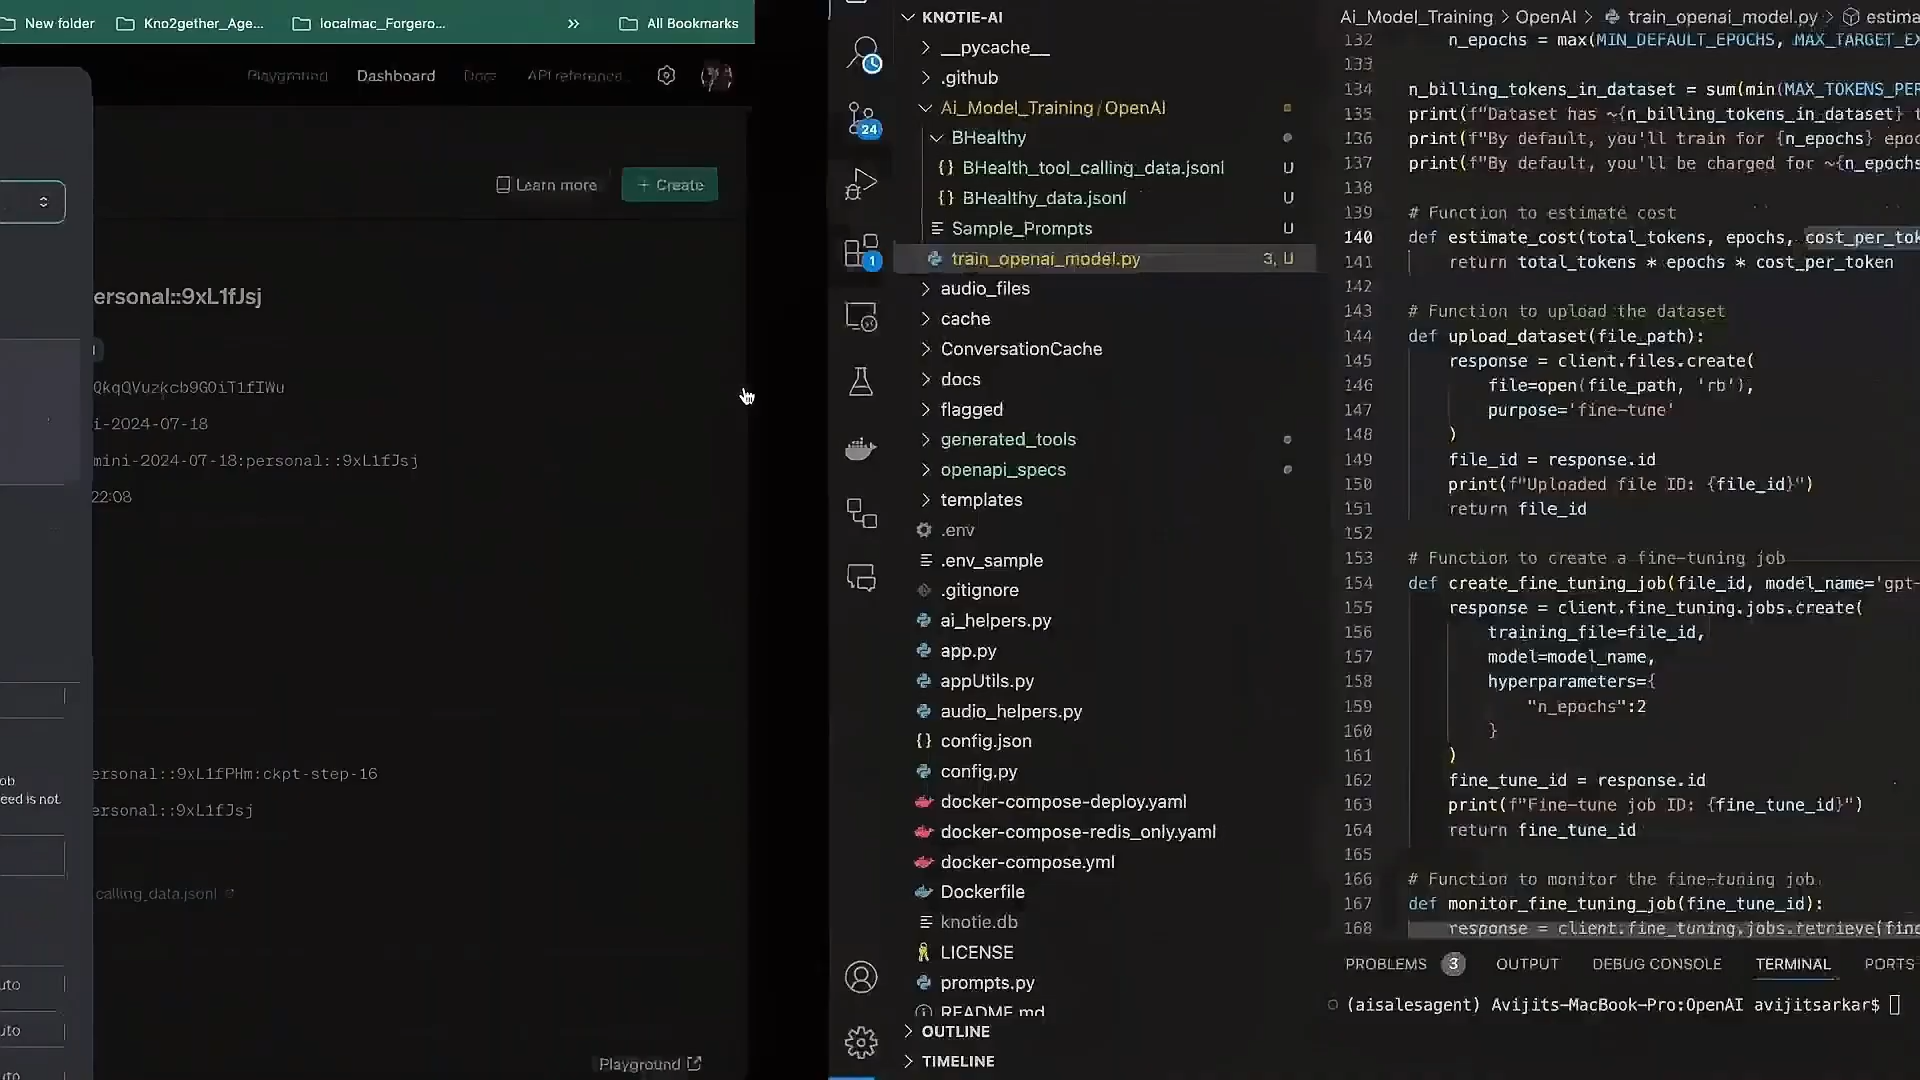 New folder
Kno2gether_Age...
localmac_Forgero...
All Bookmarks
Playground
Dashboard
Docs
API reference
Learn more
+ Create
ersonal::9xL1fJsj
QkqQVuzkcb9G0iT1fIWu
i-2024-07-18
mini-2024-07-18:personal::9xL1fJsj
22:08
ersonal::9xL1fPHm:ckpt-step-16
ob
eed is not
ersonal::9xL1fJsj
calling_data.jsonl
uto
uto
uto
Playground
24
1
KNOTIE-AI
__pycache__
.github
Ai_Model_Training / OpenAI
BHealthy
BHealth_tool_calling_data.jsonl U
BHealthy_data.jsonl U
Sample_Prompts U
train_openai_model.py 3, U
audio_files
cache
ConversationCache
docs
flagged
generated_tools
openapi_specs
templates
.env
.env_sample
.gitignore
ai_helpers.py
app.py
appUtils.py
audio_helpers.py
config.json
config.py
docker-compose-deploy.yaml
docker-compose-redis_only.yaml
docker-compose.yml
Dockerfile
knotie.db
LICENSE
prompts.py
README.md
OUTLINE
TIMELINE
Ai_Model_Training > OpenAI > train_openai_model.py > estima
132 n_epochs = max(MIN_DEFAULT_EPOCHS, MAX_TARGET_EX
133
134 n_billing_tokens_in_dataset = sum(min(MAX_TOKENS_PER
135 print(f"Dataset has ~{n_billing_tokens_in_dataset} t
136 print(f"By default, you'll train for {n_epochs} epoc
137 print(f"By default, you'll be charged for ~{n_epochs
138
139 # Function to estimate cost
140 def estimate_cost(total_tokens, epochs, cost_per_tok
141 return total_tokens * epochs * cost_per_token
142
143 # Function to upload the dataset
144 def upload_dataset(file_path):
145 response = client.files.create(
146 file=open(file_path, 'rb'),
147 purpose='fine-tune'
148 )
149 file_id = response.id
150 print(f"Uploaded file ID: {file_id}")
151 return file_id
152
153 # Function to create a fine-tuning job
154 def create_fine_tuning_job(file_id, model_name='gpt-
155 response = client.fine_tuning.jobs.create(
156 training_file=file_id,
157 model=model_name,
158 hyperparameters={
159 "n_epochs":2
160 }
161 )
162 fine_tune_id = response.id
163 print(f"Fine-tune job ID: {fine_tune_id}")
164 return fine_tune_id
165
166 # Function to monitor the fine-tuning job
167 def monitor_fine_tuning_job(fine_tune_id):
168 response = client.fine_tuning.jobs.retrieve(fine
PROBLEMS 3 OUTPUT DEBUG CONSOLE TERMINAL PORTS
(aisalesagent) Avijits-MacBook-Pro:OpenAI avijitsarkar$